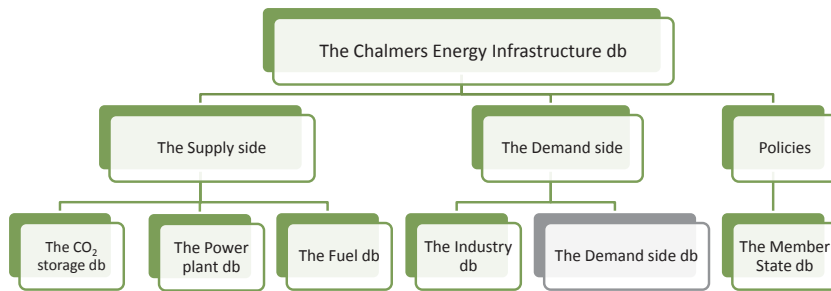 The Chalmers Energy Infrastructure db
The Supply side
The Demand side
Policies
The CO₂
storage db
The Power
plant db
The Fuel db
The Industry
db
The Demand side db
The Member
State db